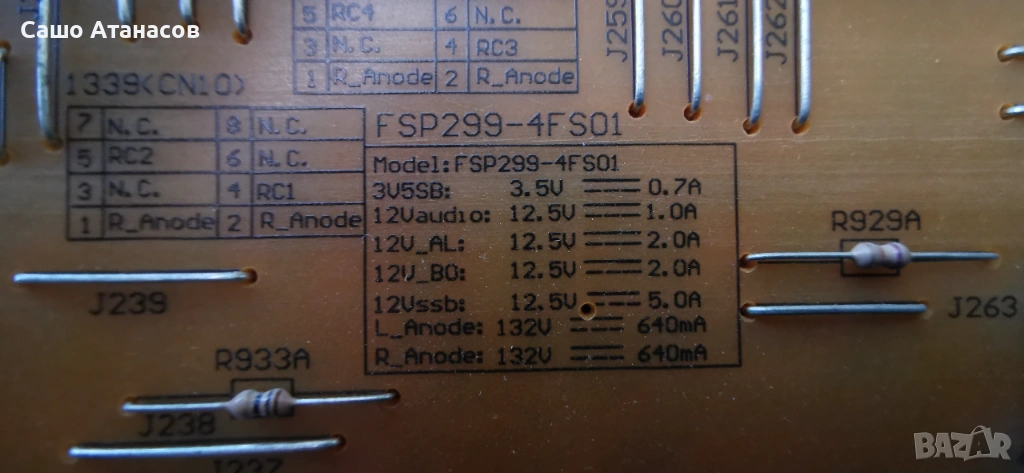 Сашо Атанасов
5 RC4 6 N.C.
3 N.C. 4 RC3
1 R_Anode 2 R_Anode
J259
J260
J261
J262
1339(CN10)
7 N.C. 8 N.C.
5 RC2 6 N.C.
3 N.C. 4 RC1
1 R_Anode 2 R_Anode
FSP299-4FS01
Model:FSP299-4FS01
3V5SB: 3.5V 0.7A
12Vaudio: 12.5V 1.0A
12V_AL: 12.5V 2.0A
12V_BO: 12.5V 2.0A
12Vssb: 12.5V 5.0A
L_Anode: 132V 640mA
R_Anode: 132V 640mA
R929A
J263
J239
R933A
J238
J237
BAZAR